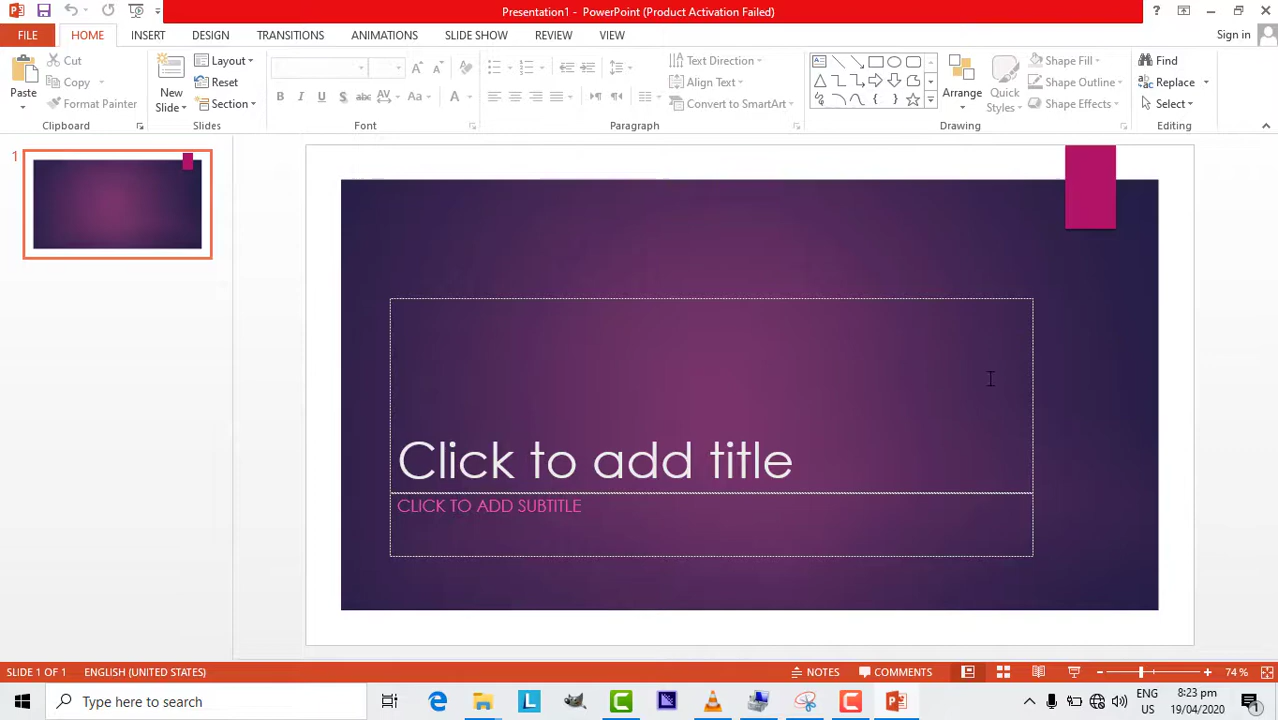 Presentation1 - PowerPoint (Product Activation Failed)
FILE HOME INSERT DESIGN TRANSITIONS ANIMATIONS SLIDE SHOW REVIEW VIEW Sign in
Paste
Cut
Copy
Format Painter
Clipboard
New Slide
Layout
Reset
Section
Slides
B I U S abc AV Aa A
Font
Text Direction
Align Text
Convert to SmartArt
Paragraph
Arrange
Quick Styles
Shape Fill
Shape Outline
Shape Effects
Drawing
Find
Replace
Select
Editing
1
Click to add title
CLICK TO ADD SUBTITLE
SLIDE 1 OF 1 ENGLISH (UNITED STATES) NOTES COMMENTS 74 %
Type here to search
ENG
US
8:23 pm
19/04/2020
1